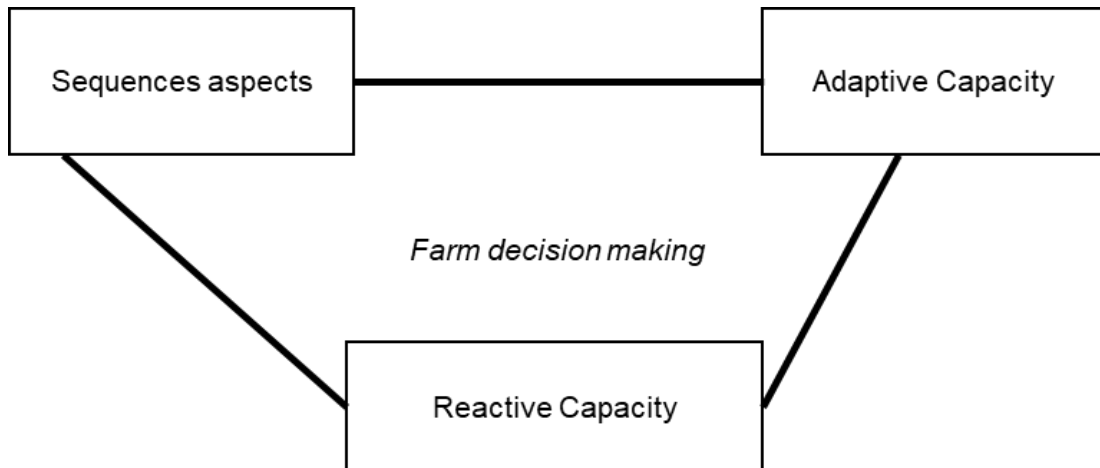 Sequences aspects
Adaptive Capacity
Farm decision making
Reactive Capacity